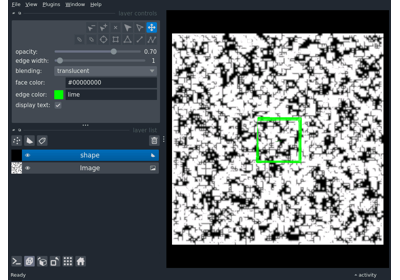 File View Plugins Window Help
layer controls
opacity: 0.70
edge width: 1
blending: translucent
face color: #00000000
edge color: lime
display text:
layer list
shape
Image
Ready
activity